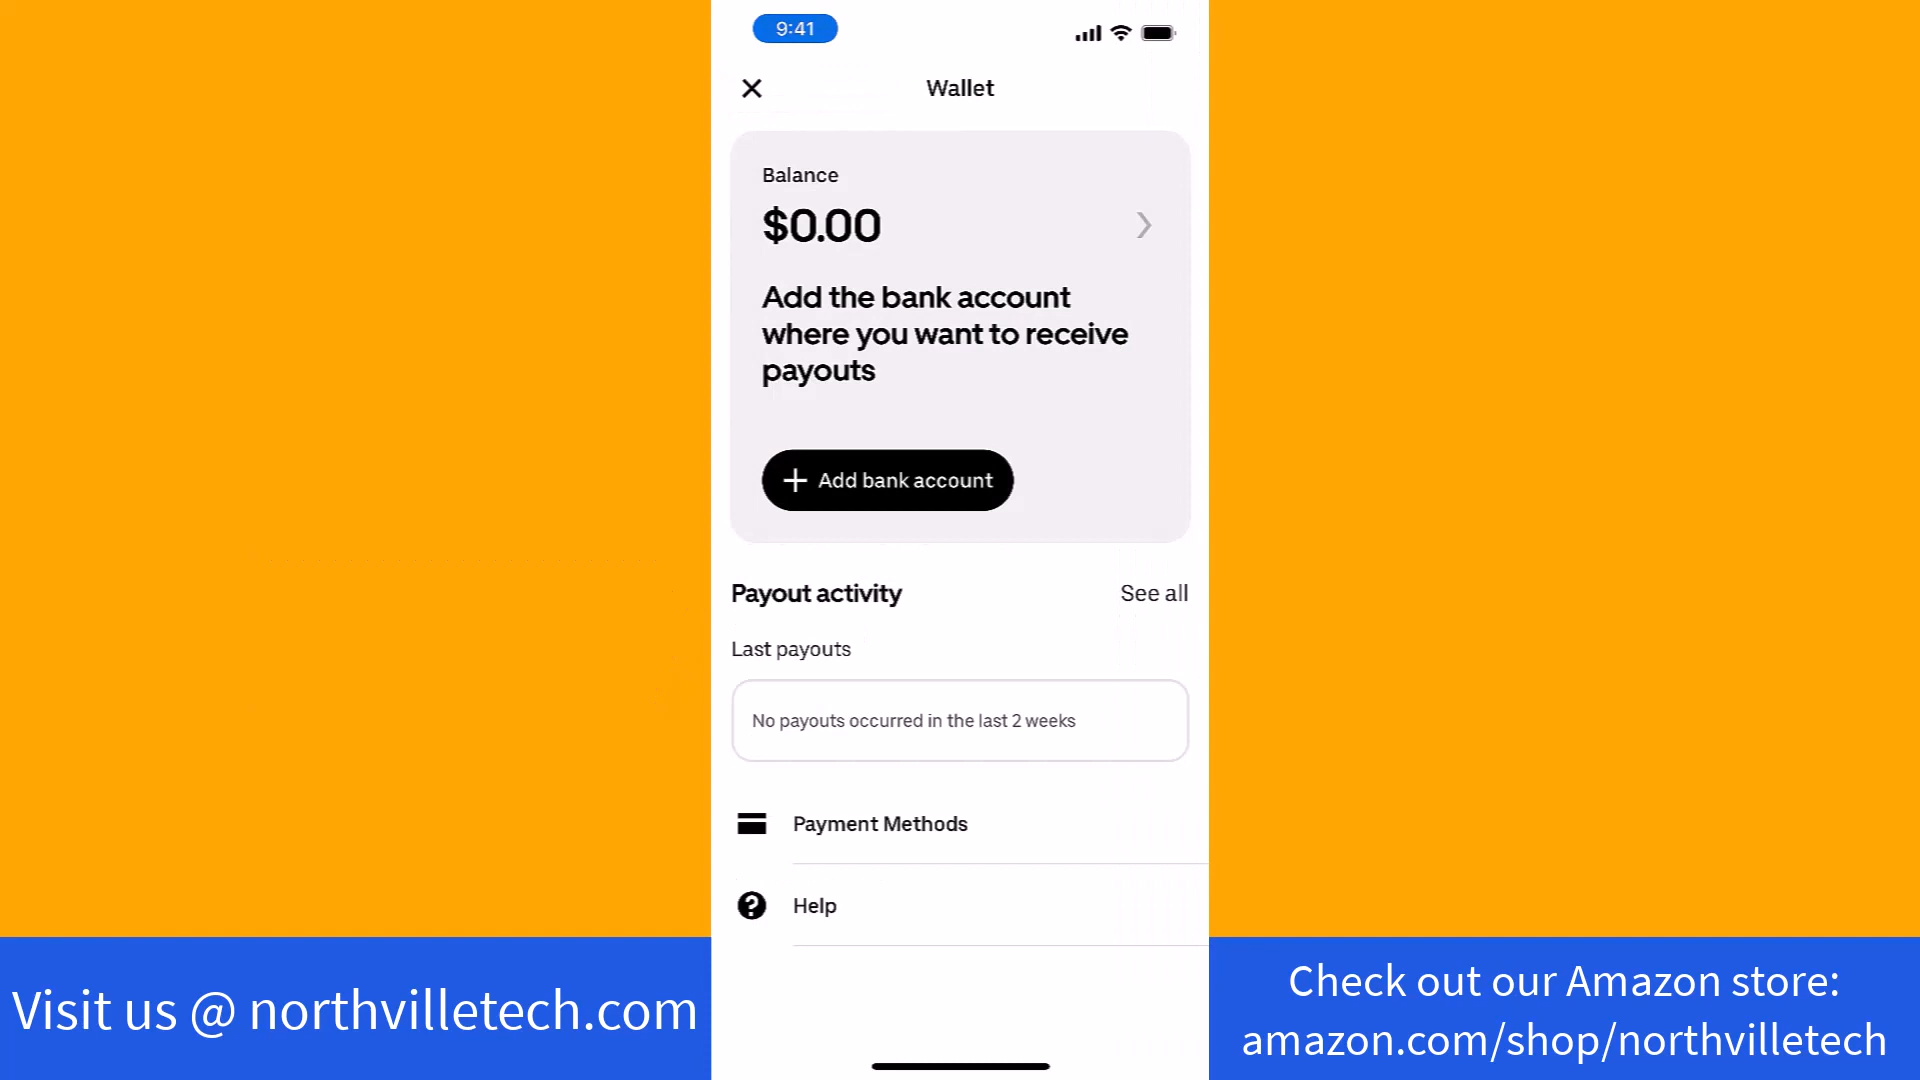 9:41
Wallet
Balance
$0.00
Add the bank account
where you want to receive
payouts
Add bank account
Payout activity
See all
Last payouts
No payouts occurred in the last 2 weeks
Payment Methods
Help
Visit us @ northvilletech.com
Check out our Amazon store:
amazon.com/shop/northvilletech